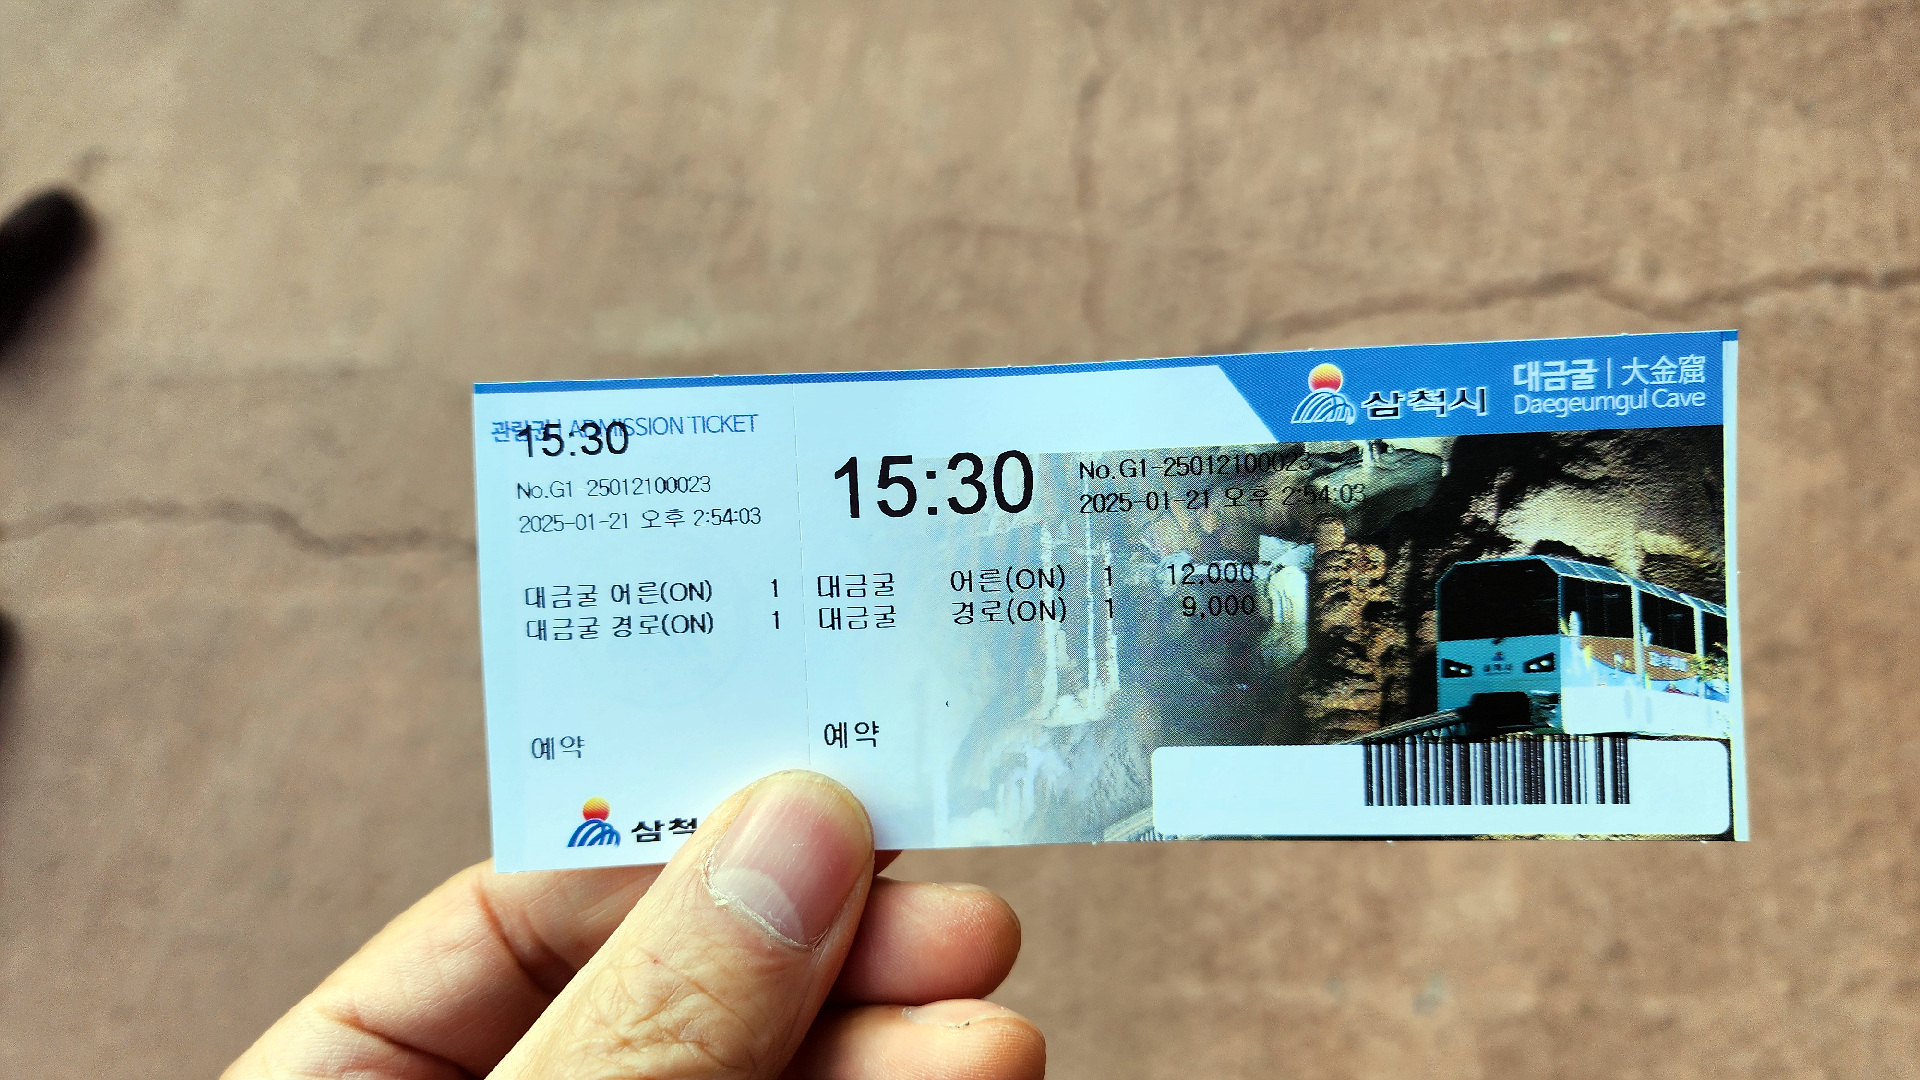 관람권 | ADMISSION TICKET
15:30
No.G1-25012100023
2025-01-21 오후 2:54:03
대금굴 어른(ON) 1
대금굴 경로(ON) 1
예약
삼척
삼척시
대금굴 | 大金窟
Daegeumgul Cave
15:30
No.G1-25012100023
2025-01-21 오후 2:54:03
대금굴 어른(ON) 1 12,000
대금굴 경로(ON) 1 9,000
예약